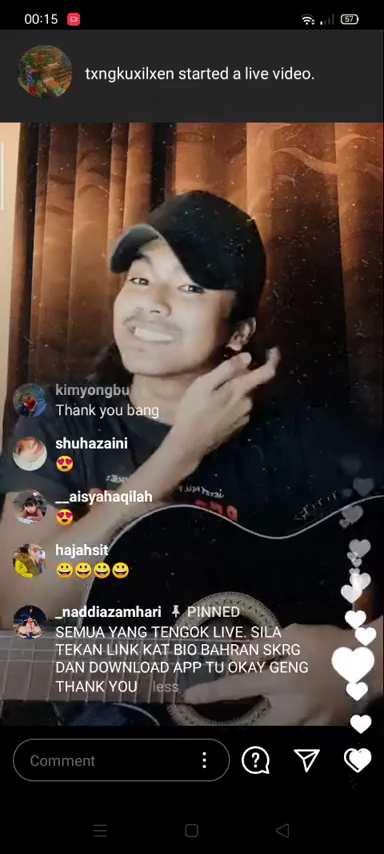 00:15
57
txngkuxilxen started a live video.
kimyongbu
Thank you bang
shuhazaini
😍
__aisyahaqilah
😍
hajahsit
😀😀😀😀
_naddiazamhari PINNED
SEMUA YANG TENGOK LIVE. SILA
TEKAN LINK KAT BIO BAHRAN SKRG
DAN DOWNLOAD APP TU OKAY GENG
THANK YOU less
Comment